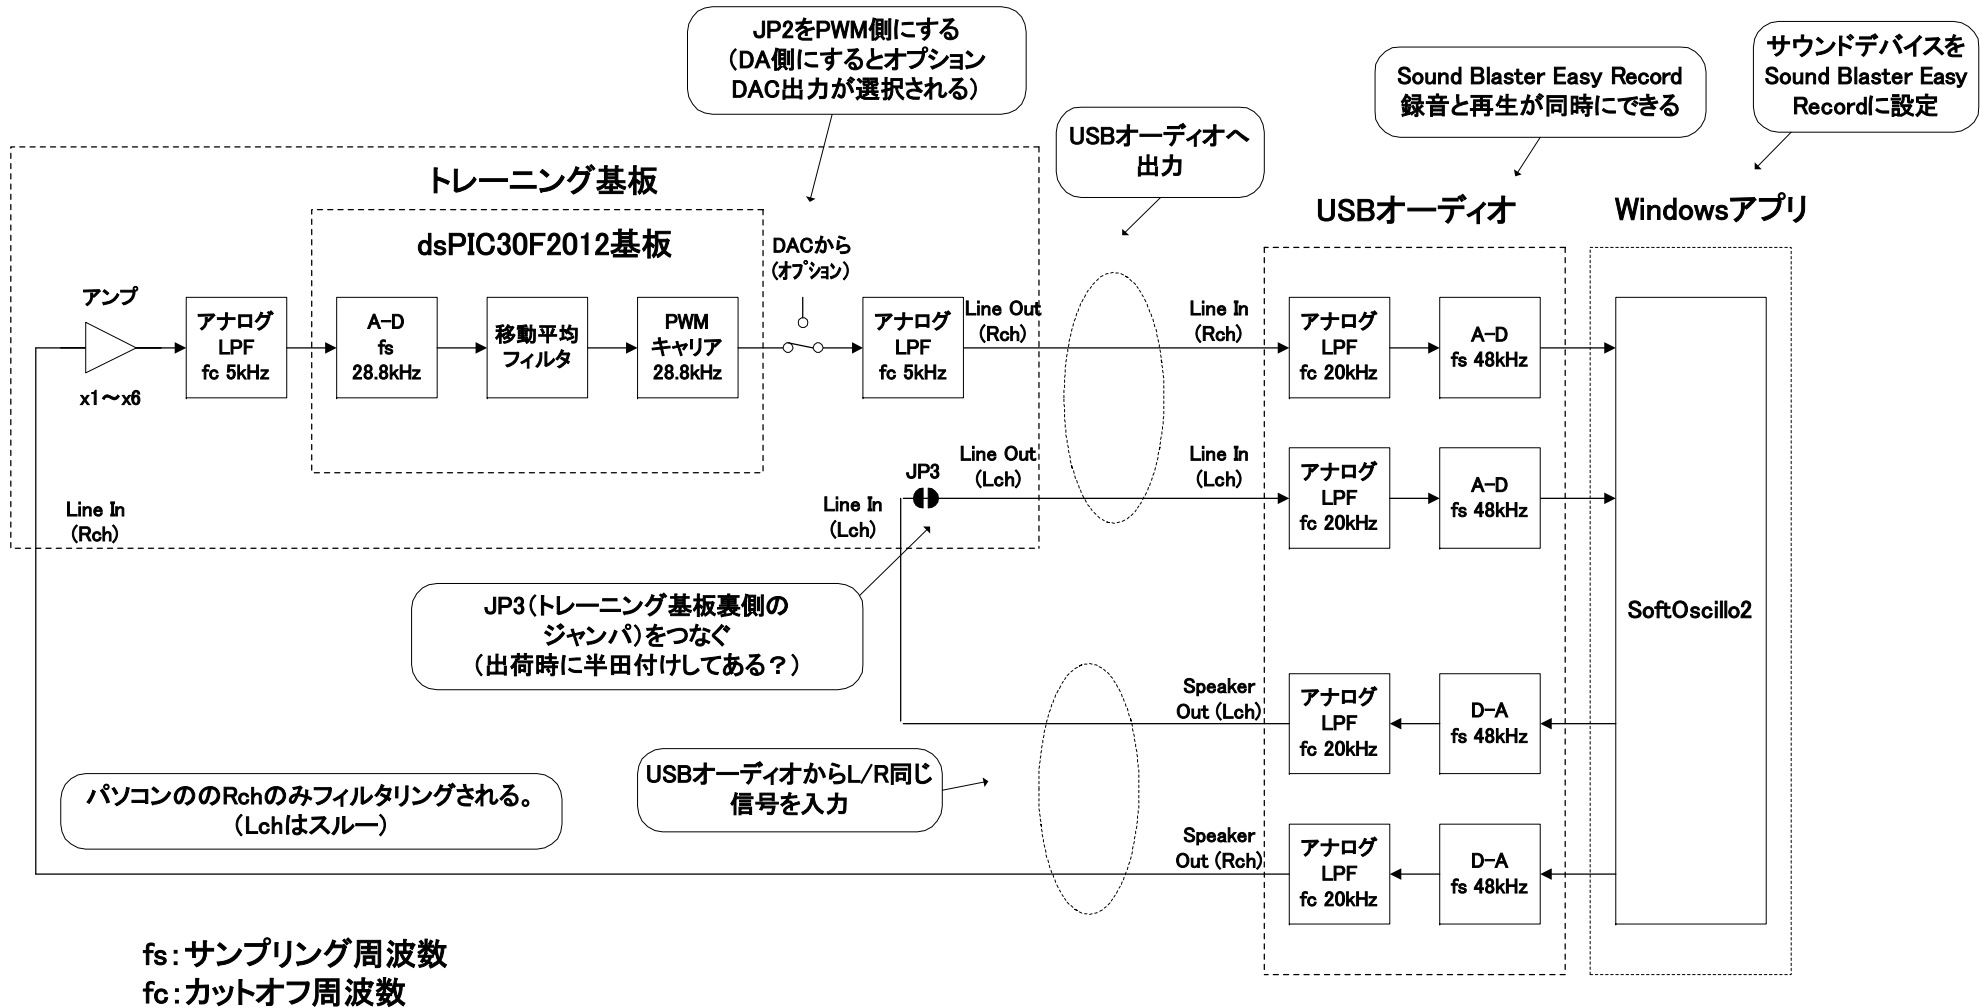 JP2をPWM側にする
（DA側にするとオプション
DAC出力が選択される）
Sound Blaster Easy Record
録音と再生が同時にできる
サウンドデバイスを
Sound Blaster Easy
Recordに設定
USBオーディオへ
出力
トレーニング基板
USBオーディオ
Windowsアプリ
dsPIC30F2012基板
DACから
（オプション）
アンプ
x1～x6
アナログ
LPF
fc 5kHz
A-D
fs
28.8kHz
移動平均
フィルタ
PWM
キャリア
28.8kHz
アナログ
LPF
fc 5kHz
Line Out
(Rch)
Line In
(Rch)
アナログ
LPF
fc 20kHz
A-D
fs 48kHz
JP3
Line Out
(Lch)
Line In
(Lch)
アナログ
LPF
fc 20kHz
A-D
fs 48kHz
Line In
(Rch)
Line In
(Lch)
JP3（トレーニング基板裏側の
ジャンパ）をつなぐ
（出荷時に半田付けしてある？）
SoftOscillo2
Speaker
Out (Lch)
アナログ
LPF
fc 20kHz
D-A
fs 48kHz
USBオーディオからL/R同じ
信号を入力
パソコンののRchのみフィルタリングされる。
（Lchはスルー）
Speaker
Out (Rch)
アナログ
LPF
fc 20kHz
D-A
fs 48kHz
fs：サンプリング周波数
fc：カットオフ周波数